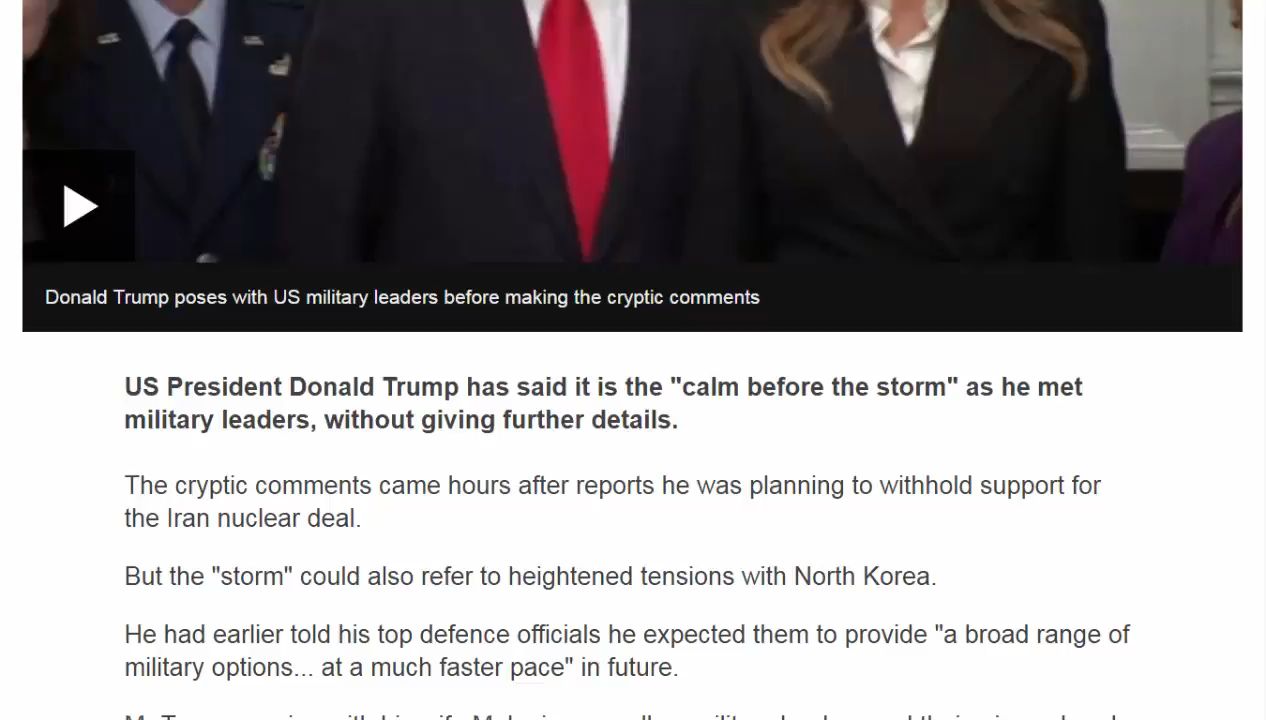 Donald Trump poses with US military leaders before making the cryptic comments
US President Donald Trump has said it is the "calm before the storm" as he met
military leaders, without giving further details.
The cryptic comments came hours after reports he was planning to withhold support for
the Iran nuclear deal.
But the "storm" could also refer to heightened tensions with North Korea.
He had earlier told his top defence officials he expected them to provide "a broad range of
military options... at a much faster pace" in future.